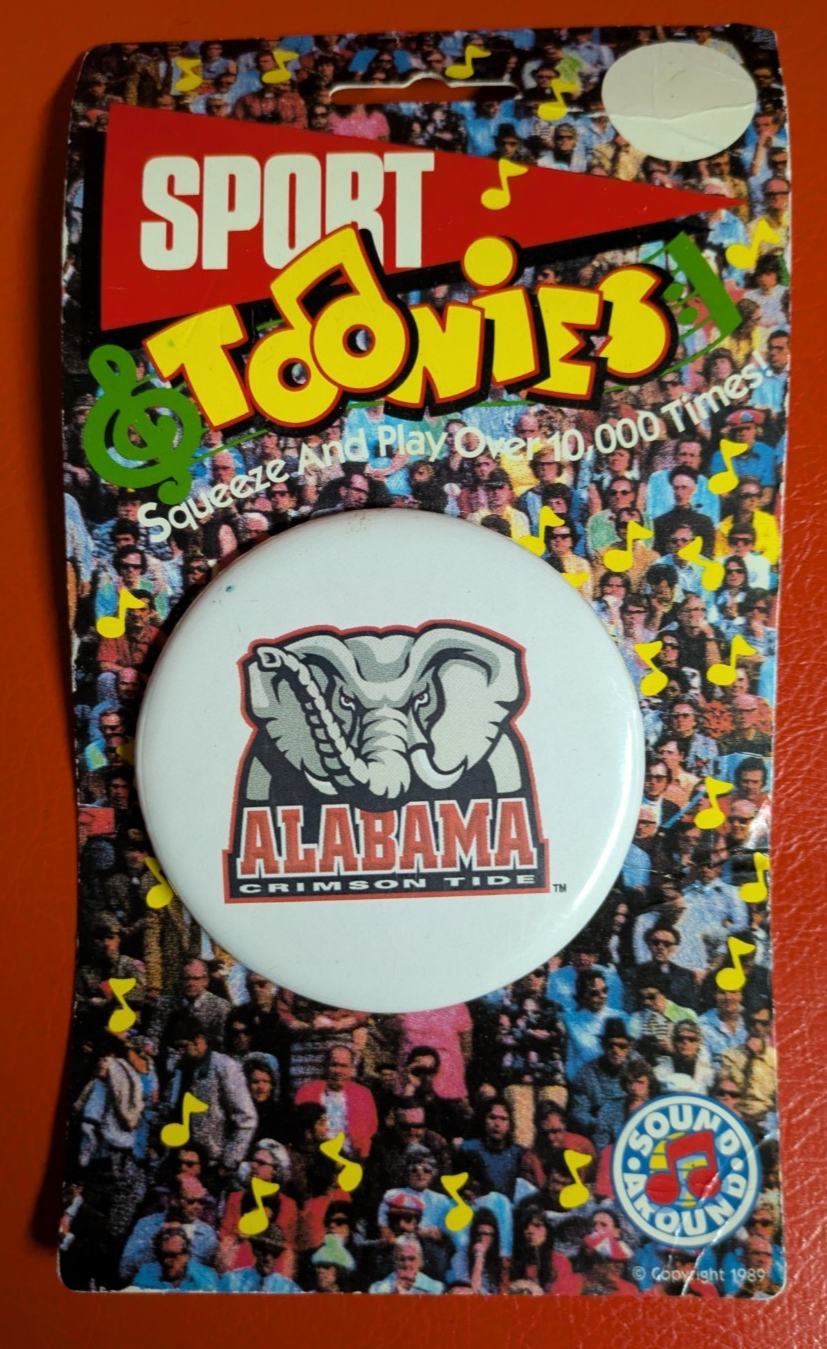 SPORT
TOONIES
Squeeze And Play Over 10,000 Times!
ALABAMA
CRIMSON TIDE TM
SOUND
AROUND
© Copyright 1989